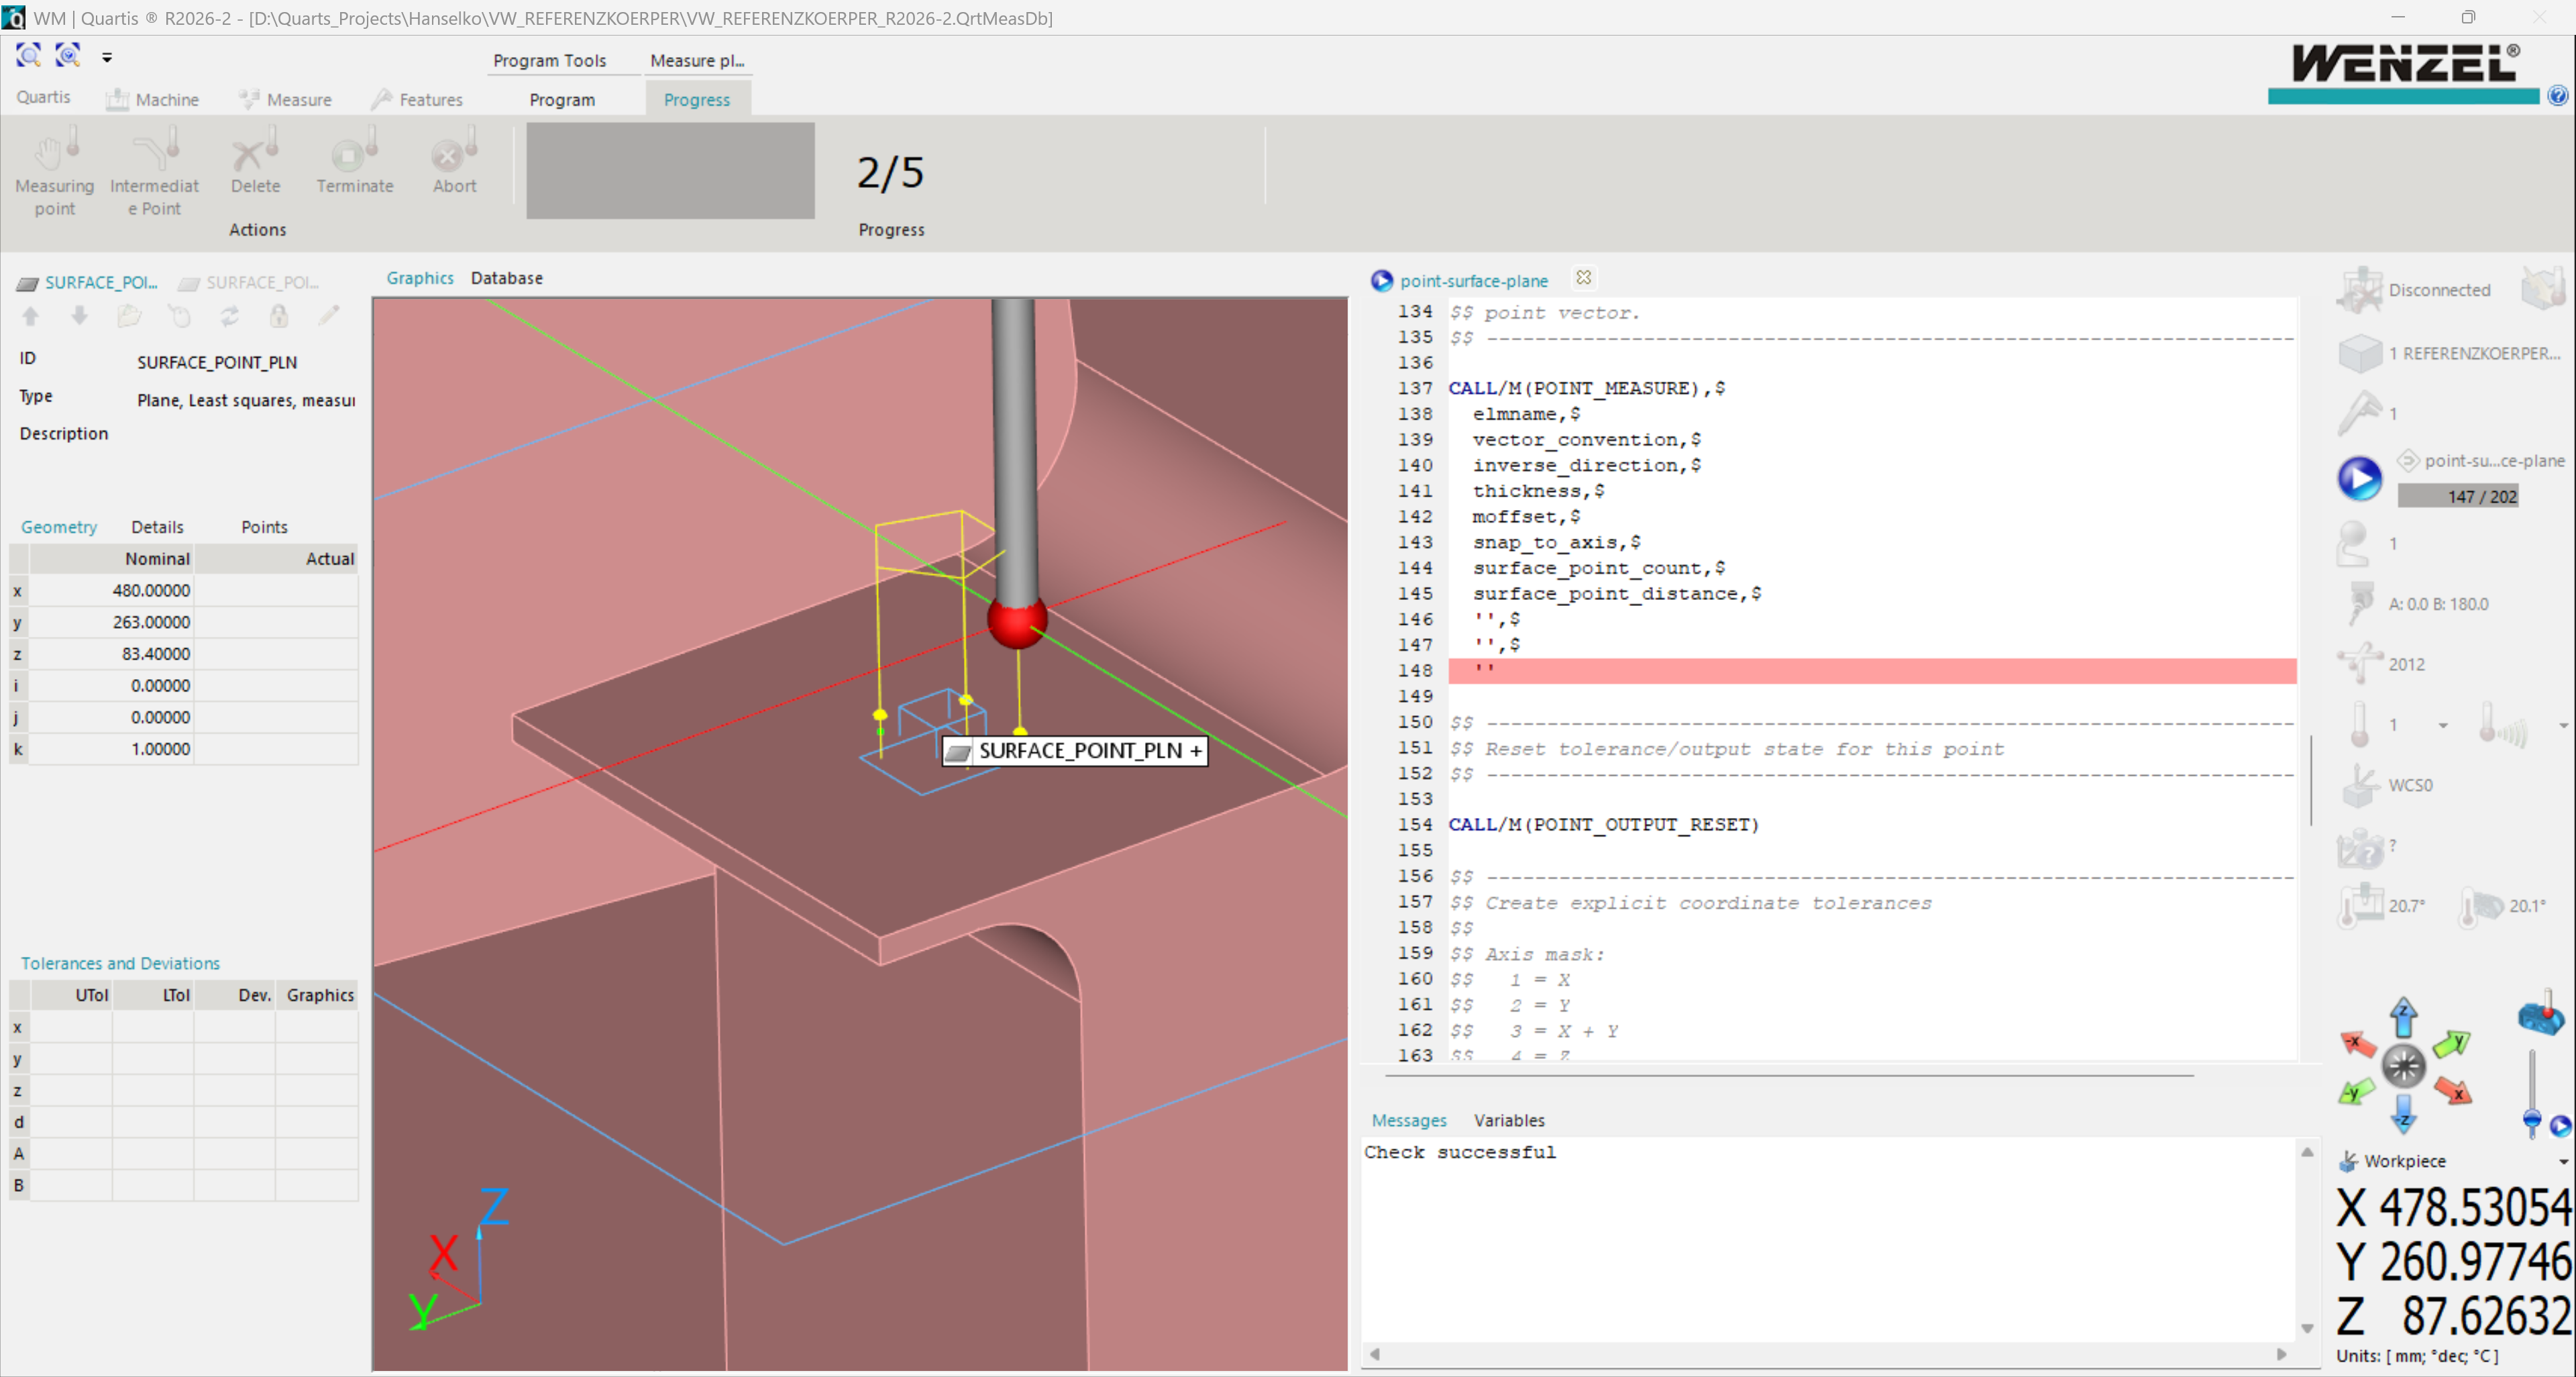 WM | Quartis ® R2026-2 - [D:\Quarts_Projects\Hanselko\VW_REFERENZKOERPER\VW_REFERENZKOERPER_R2026-2.QrtMeasDb]
Program Tools
Measure pl...
WENZEL®
Quartis
Machine
Measure
Features
Program
Progress
Measuring point
Intermediat e Point
Delete
Terminate
Abort
Actions
2/5
Progress
SURFACE_POI...
SURFACE_POI...
ID SURFACE_POINT_PLN
Type Plane, Least squares, measur
Description
Geometry Details Points
Nominal Actual
x 480.00000
y 263.00000
z 83.40000
i 0.00000
j 0.00000
k 1.00000
Tolerances and Deviations
UTol LTol Dev. Graphics
x
y
z
d
A
B
Graphics Database
SURFACE_POINT_PLN +
Z
X
Y
point-surface-plane
134 $$ point vector.
135 $$ -------------------------------------------------------------------
136
137 CALL/M(POINT_MEASURE),$
138 elmname,$
139 vector_convention,$
140 inverse_direction,$
141 thickness,$
142 moffset,$
143 snap_to_axis,$
144 surface_point_count,$
145 surface_point_distance,$
146 '',$
147 '',$
148 ''
149
150 $$ -------------------------------------------------------------------
151 $$ Reset tolerance/output state for this point
152 $$ -------------------------------------------------------------------
153
154 CALL/M(POINT_OUTPUT_RESET)
155
156 $$ -------------------------------------------------------------------
157 $$ Create explicit coordinate tolerances
158 $$
159 $$ Axis mask:
160 $$ 1 = X
161 $$ 2 = Y
162 $$ 3 = X + Y
163 $$ 4 = Z
Messages Variables
Check successful
Disconnected
1 REFERENZKOERPER...
1
point-su...ce-plane
147 / 202
1
A: 0.0 B: 180.0
2012
1
WCS0
?
20.7° 20.1°
z
-x
y
-y
x
-z
Workpiece
X 478.53054
Y 260.97746
Z 87.62632
Units: [ mm; °dec; °C ]